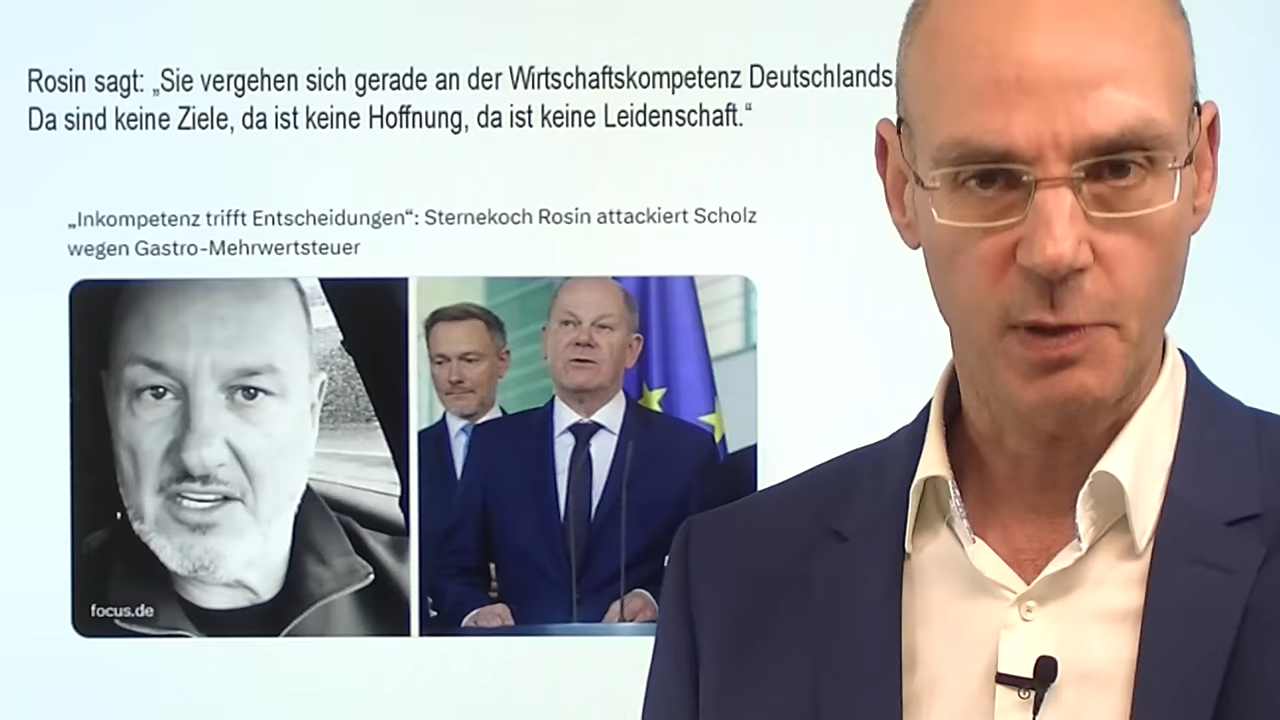 Rosin sagt: „Sie vergehen sich gerade an der Wirtschaftskompetenz Deutschlands.
Da sind keine Ziele, da ist keine Hoffnung, da ist keine Leidenschaft.“
„Inkompetenz trifft Entscheidungen“: Sternekoch Rosin attackiert Scholz
wegen Gastro-Mehrwertsteuer
focus.de